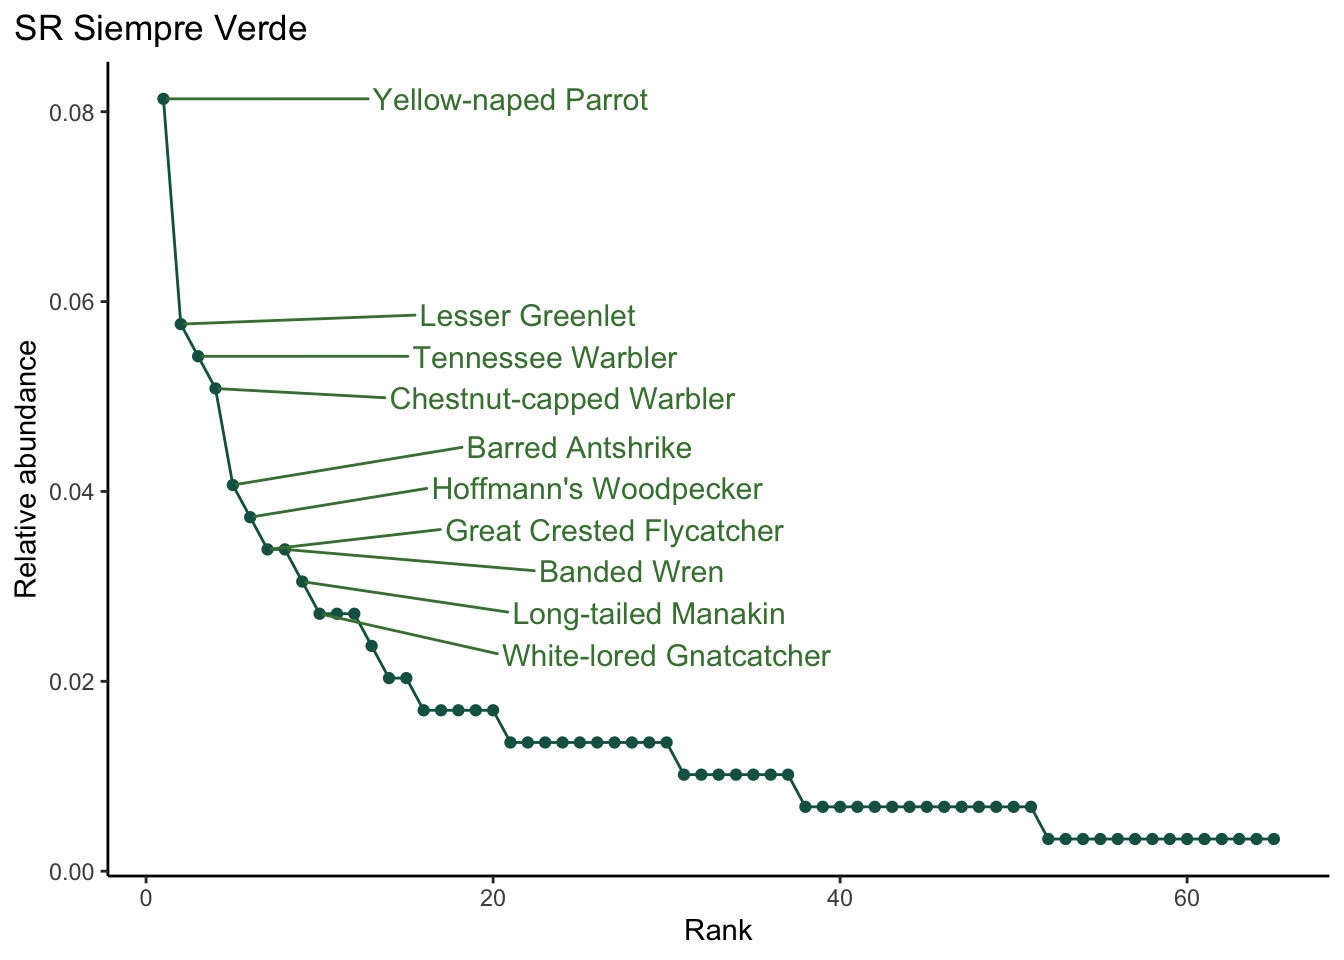 SR Siempre Verde
Yellow-naped Parrot
0.08
0.06
Lesser Greenlet
Tennessee Warbler
Chestnut-capped Warbler
Barred Antshrike
0.04
Hoffmann's Woodpecker
Great Crested Flycatcher
Banded Wren
Long-tailed Manakin
White-lored Gnatcatcher
0.02
0.00
Relative abundance
0 20 40 60
Rank